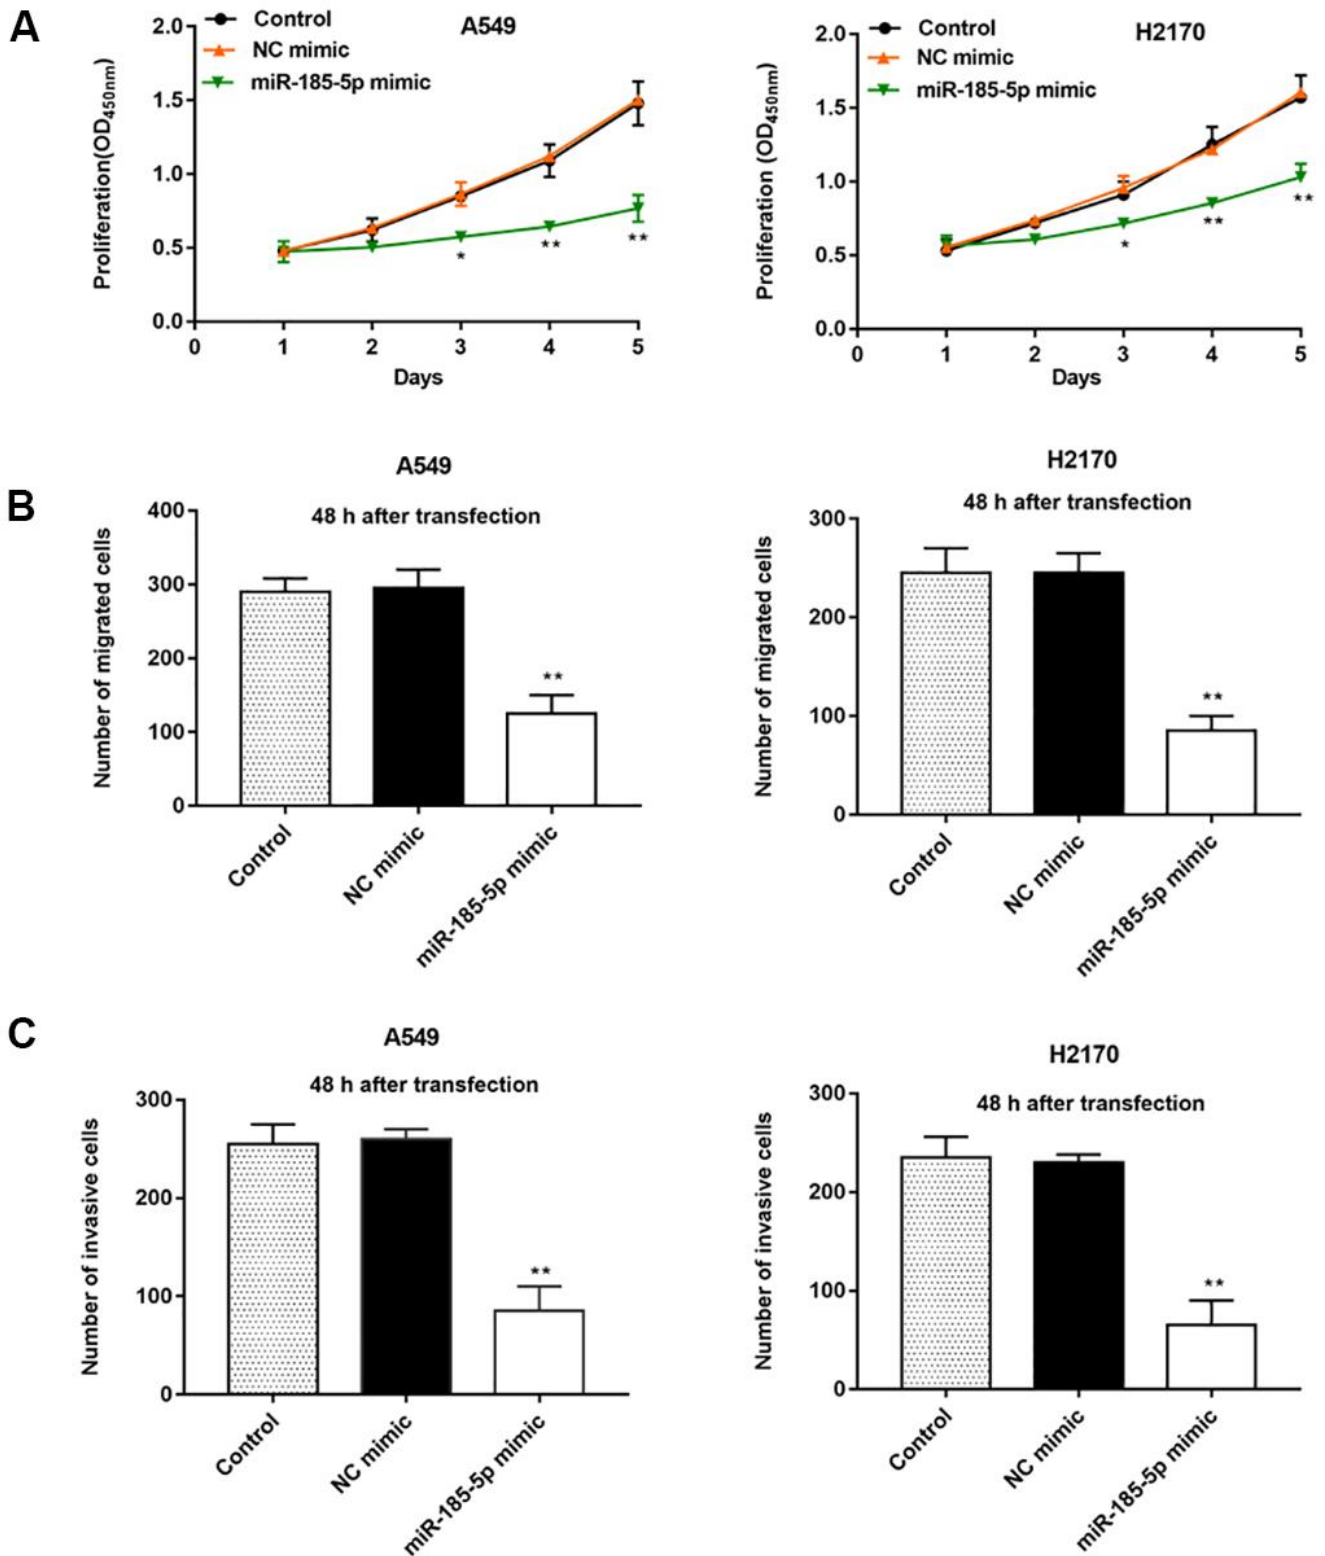 A
A549
Control
NC mimic
miR-185-5p mimic
Proliferation(OD450nm)
2.0
1.5
1.0
0.5
0.0
0 1 2 3 4 5
Days
*
**
**
H2170
Control
NC mimic
miR-185-5p mimic
Proliferation (OD450nm)
2.0
1.5
1.0
0.5
0.0
0 1 2 3 4 5
Days
*
**
**
B
A549
48 h after transfection
Number of migrated cells
400
300
200
100
0
**
Control
NC mimic
miR-185-5p mimic
H2170
48 h after transfection
Number of migrated cells
300
200
100
0
**
Control
NC mimic
miR-185-5p mimic
C
A549
48 h after transfection
Number of invasive cells
300
200
100
0
**
Control
NC mimic
miR-185-5p mimic
H2170
48 h after transfection
Number of invasive cells
300
200
100
0
**
Control
NC mimic
miR-185-5p mimic